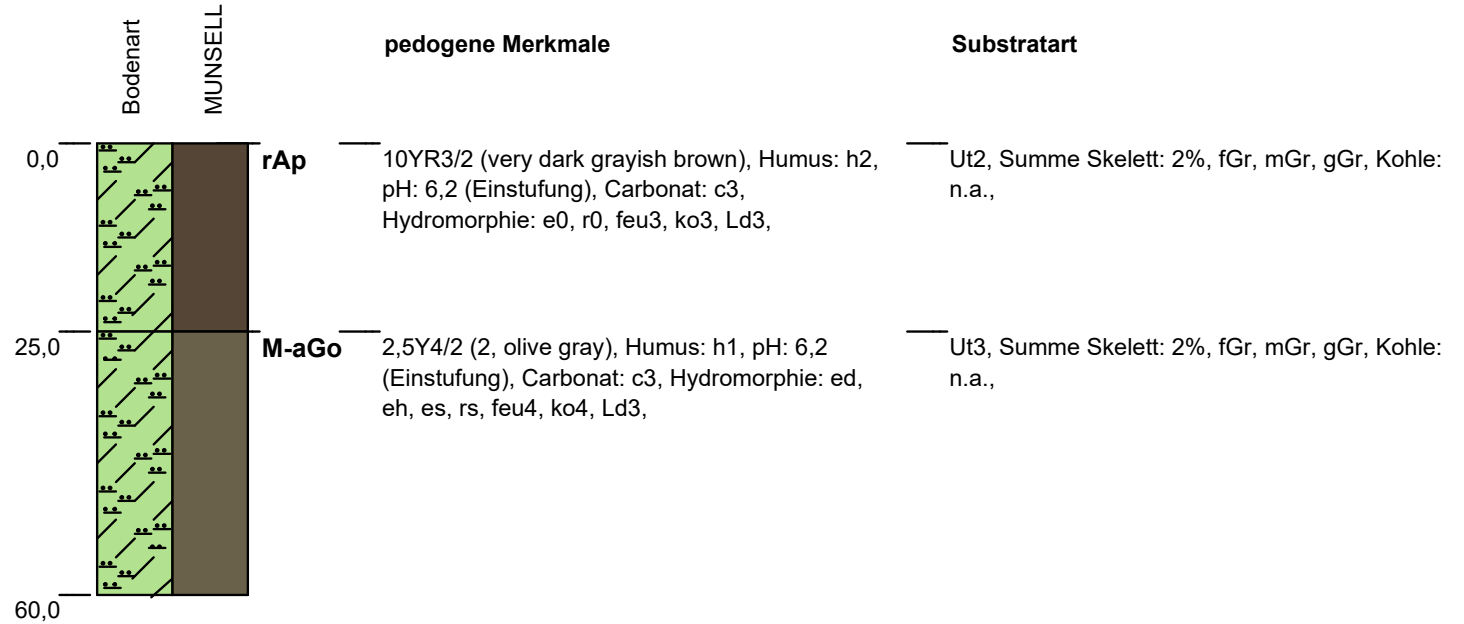 Bodenart
MUNSELL
pedogene Merkmale
Substratart
0,0
rAp
10YR3/2 (very dark grayish brown), Humus: h2,
pH: 6,2 (Einstufung), Carbonat: c3,
Hydromorphie: e0, r0, feu3, ko3, Ld3,
Ut2, Summe Skelett: 2%, fGr, mGr, gGr, Kohle:
n.a.,
25,0
M-aGo
2,5Y4/2 (2, olive gray), Humus: h1, pH: 6,2
(Einstufung), Carbonat: c3, Hydromorphie: ed,
eh, es, rs, feu4, ko4, Ld3,
Ut3, Summe Skelett: 2%, fGr, mGr, gGr, Kohle:
n.a.,
60,0